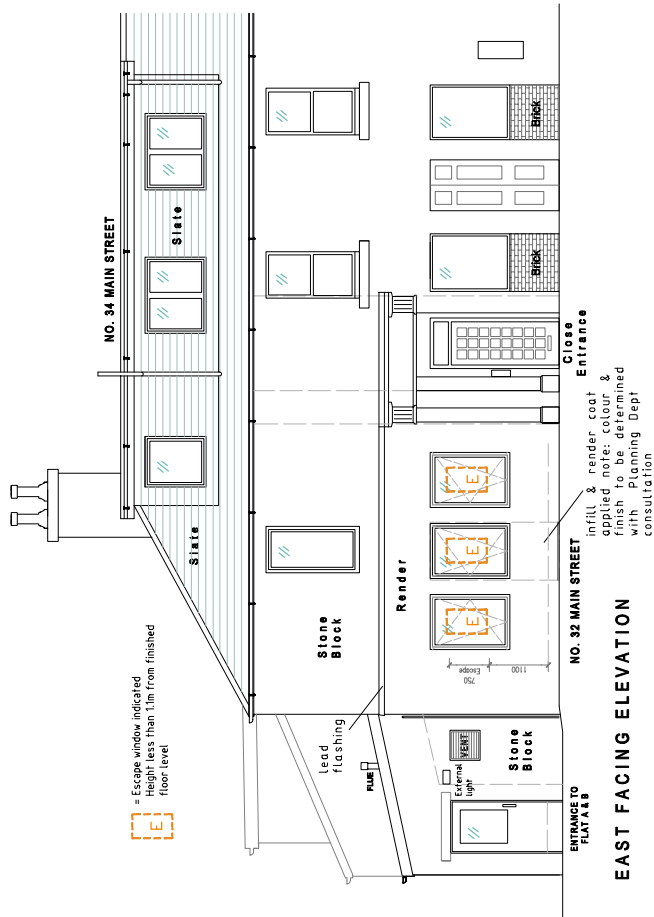 NO. 34 MAIN STREET
Slate
Slate
= Escape window indicated
Height less than 1.1m from finished
floor level
E
Stone
Block
Render
lead
flashing
FLUE
External
light
VENT
Stone
Block
E
E
E
750
Escape
1100
Brick
Brick
Close
Entrance
ENTRANCE TO
FLAT A & B
NO. 32 MAIN STREET
infill & render coat
applied note: colour &
finish to be determined
with Planning Dept
consultation
EAST FACING ELEVATION